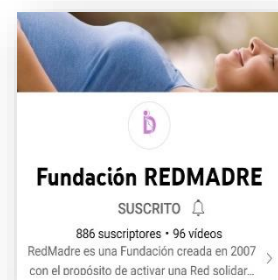 Fundación REDMADRE
SUSCRITO
886 suscriptores • 96 vídeos
RedMadre es una Fundación creada en 2007
con el propósito de activar una Red solidar...